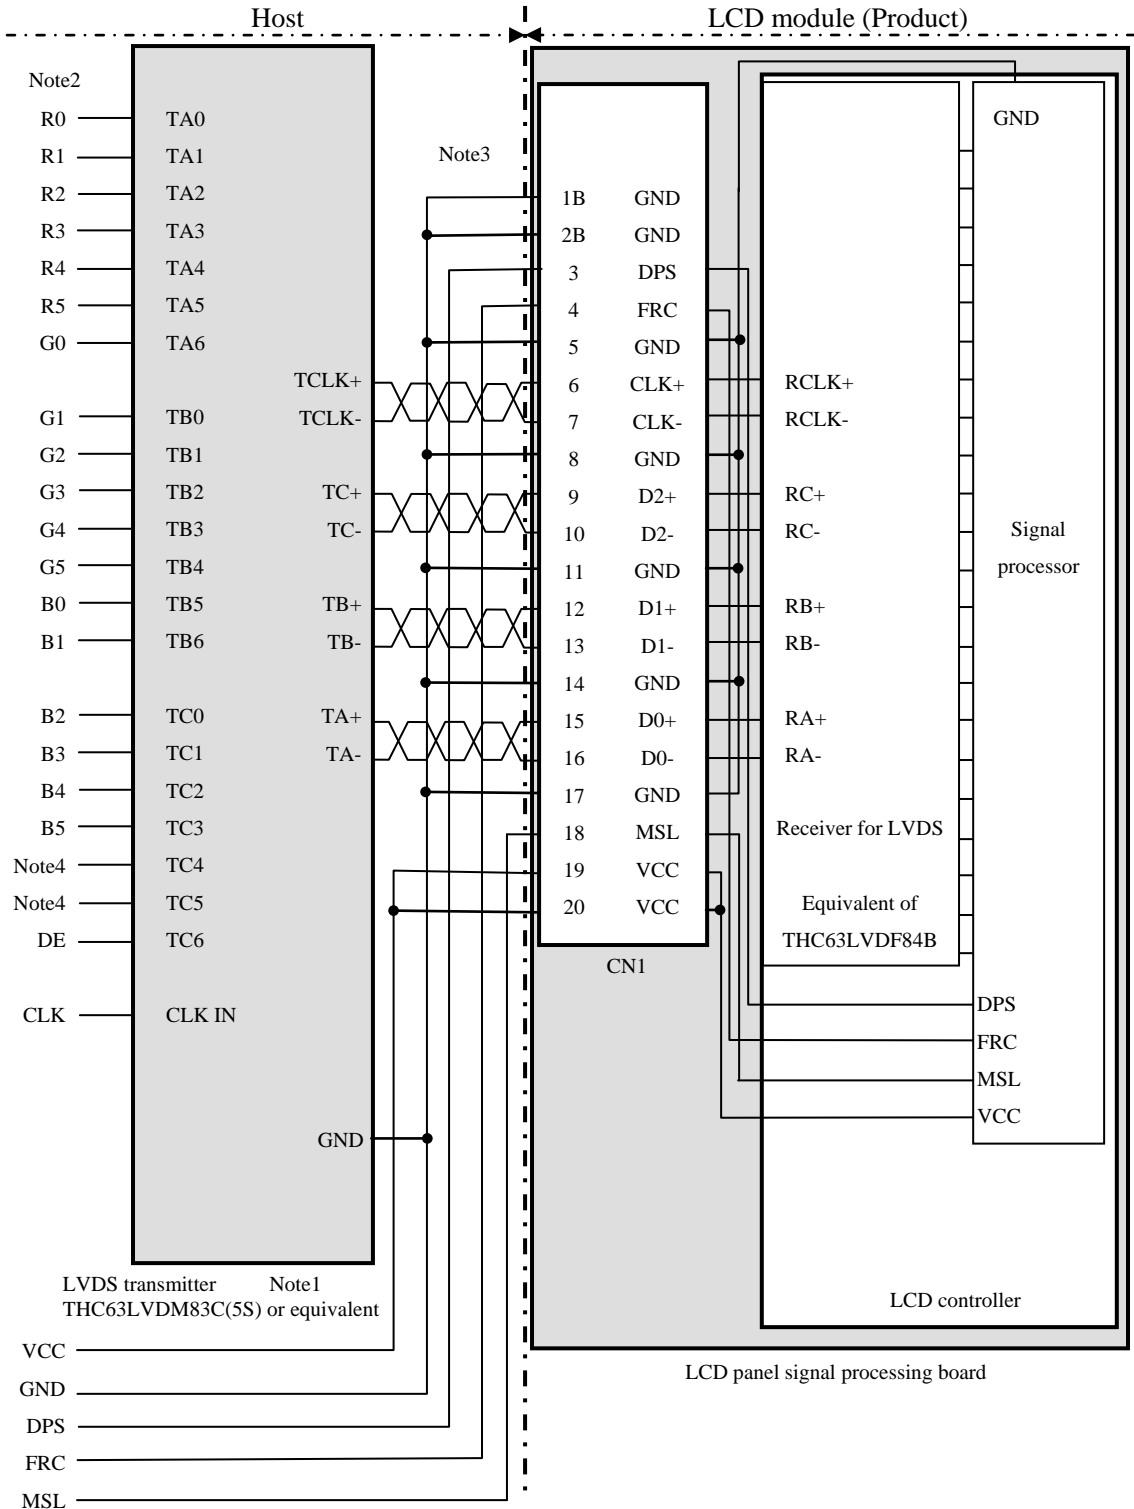 Host
LCD module (Product)
Note2
R0 TA0
R1 TA1
R2 TA2
R3 TA3
R4 TA4
R5 TA5
G0 TA6
TCLK+
G1 TB0 TCLK-
G2 TB1
G3 TB2 TC+
G4 TB3 TC-
G5 TB4
B0 TB5 TB+
B1 TB6 TB-
B2 TC0 TA+
B3 TC1 TA-
B4 TC2
B5 TC3
Note4 TC4
Note4 TC5
DE TC6
CLK CLK IN
GND
LVDS transmitter Note1
THC63LVDM83C(5S) or equivalent
VCC
GND
DPS
FRC
MSL
Note3
1B GND
2B GND
3 DPS
4 FRC
5 GND
6 CLK+
7 CLK-
8 GND
9 D2+
10 D2-
11 GND
12 D1+
13 D1-
14 GND
15 D0+
16 D0-
17 GND
18 MSL
19 VCC
20 VCC
CN1
RCLK+
RCLK-
RC+
RC-
RB+
RB-
RA+
RA-
Receiver for LVDS
Equivalent of
THC63LVDF84B
GND
Signal
processor
DPS
FRC
MSL
VCC
LCD controller
LCD panel signal processing board